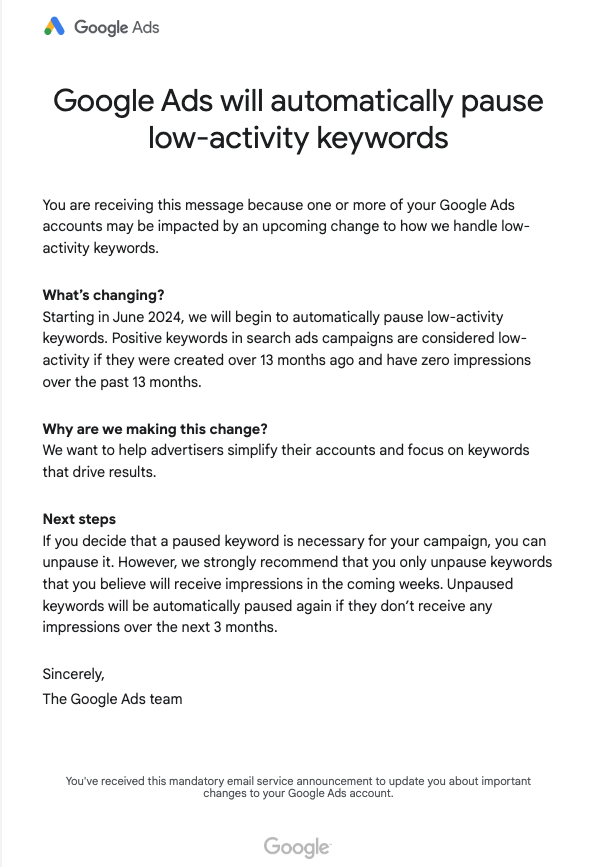 Google Ads
Google Ads will automatically pause
low-activity keywords
You are receiving this message because one or more of your Google Ads
accounts may be impacted by an upcoming change to how we handle low-
activity keywords.
What's changing?
Starting in June 2024, we will begin to automatically pause low-activity
keywords. Positive keywords in search ads campaigns are considered low-
activity if they were created over 13 months ago and have zero impressions
over the past 13 months.
Why are we making this change?
We want to help advertisers simplify their accounts and focus on keywords
that drive results.
Next steps
If you decide that a paused keyword is necessary for your campaign, you can
unpause it. However, we strongly recommend that you only unpause keywords
that you believe will receive impressions in the coming weeks. Unpaused
keywords will be automatically paused again if they don't receive any
impressions over the next 3 months.
Sincerely,
The Google Ads team
You've received this mandatory email service announcement to update you about important
changes to your Google Ads account.
Google